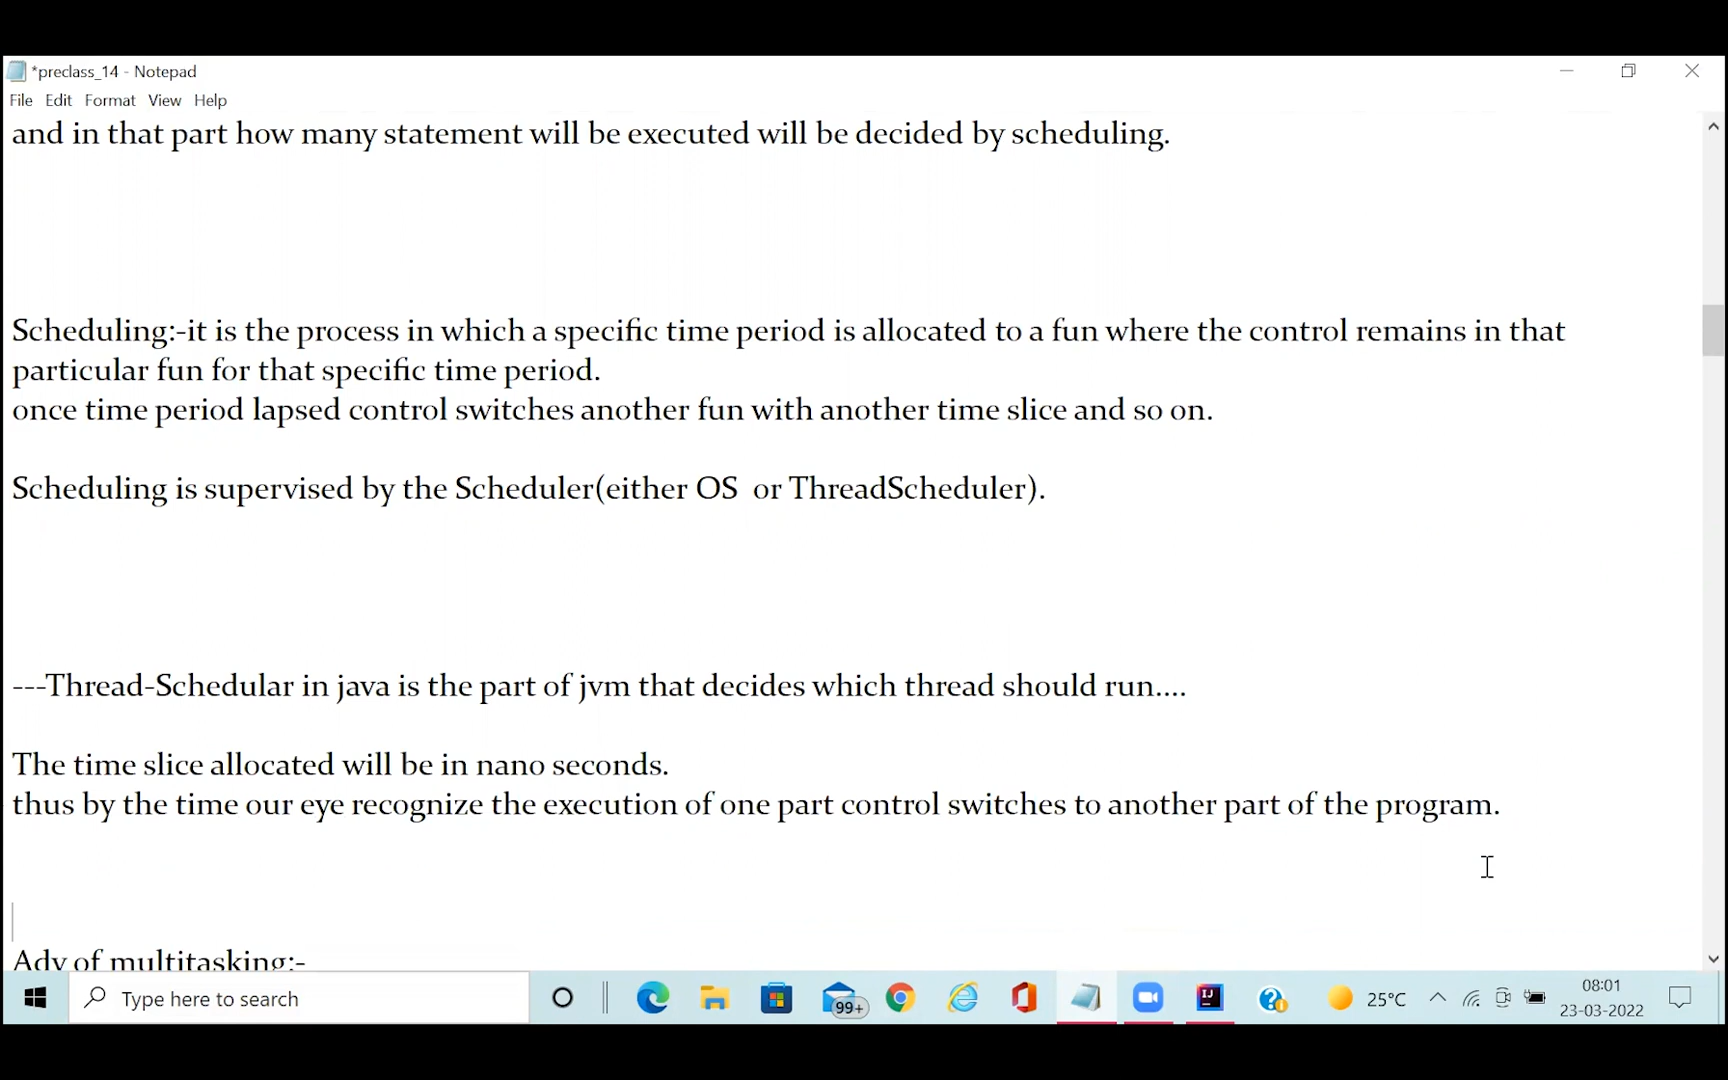 *preclass_14 - Notepad
File Edit Format View Help
and in that part how many statement will be executed will be decided by scheduling.
Scheduling:-it is the process in which a specific time period is allocated to a fun where the control remains in that
particular fun for that specific time period.
once time period lapsed control switches another fun with another time slice and so on.
Scheduling is supervised by the Scheduler(either OS  or ThreadScheduler).
---Thread-Schedular in java is the part of jvm that decides which thread should run....
The time slice allocated will be in nano seconds.
thus by the time our eye recognize the execution of one part control switches to another part of the program.
Adv of multitasking:-
Type here to search
99+
IJ
25°C
08:01
23-03-2022